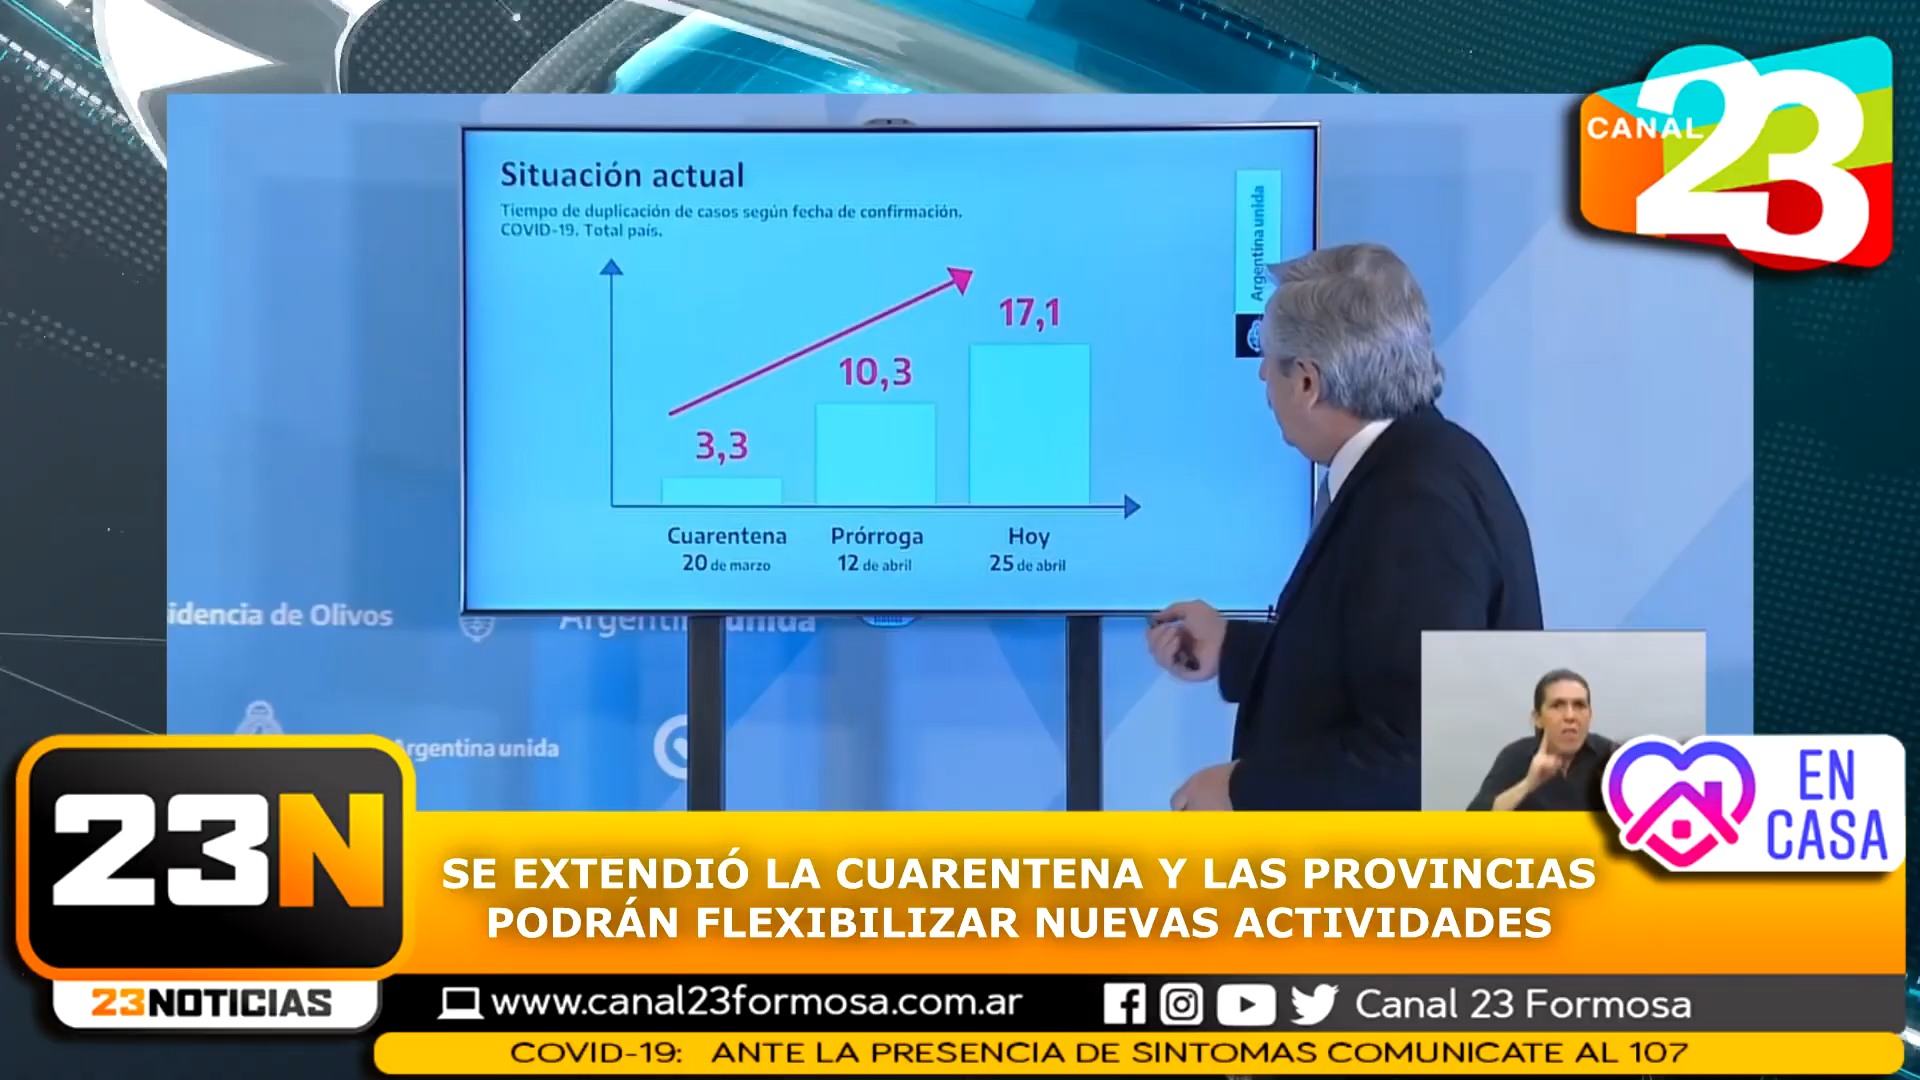 CANAL 23
Situación actual
Tiempo de duplicación de casos según fecha de confirmación.
COVID-19. Total país.
Argentina unida
17,1
10,3
3,3
Cuarentena
20 de marzo
Prórroga
12 de abril
Hoy
25 de abril
idencia de Olivos
Argentina unida
Argentina unida
23N
EN
CASA
SE EXTENDIÓ LA CUARENTENA Y LAS PROVINCIAS
PODRÁN FLEXIBILIZAR NUEVAS ACTIVIDADES
23NOTICIAS
www.canal23formosa.com.ar
Canal 23 Formosa
COVID-19: ANTE LA PRESENCIA DE SINTOMAS COMUNICATE AL 107